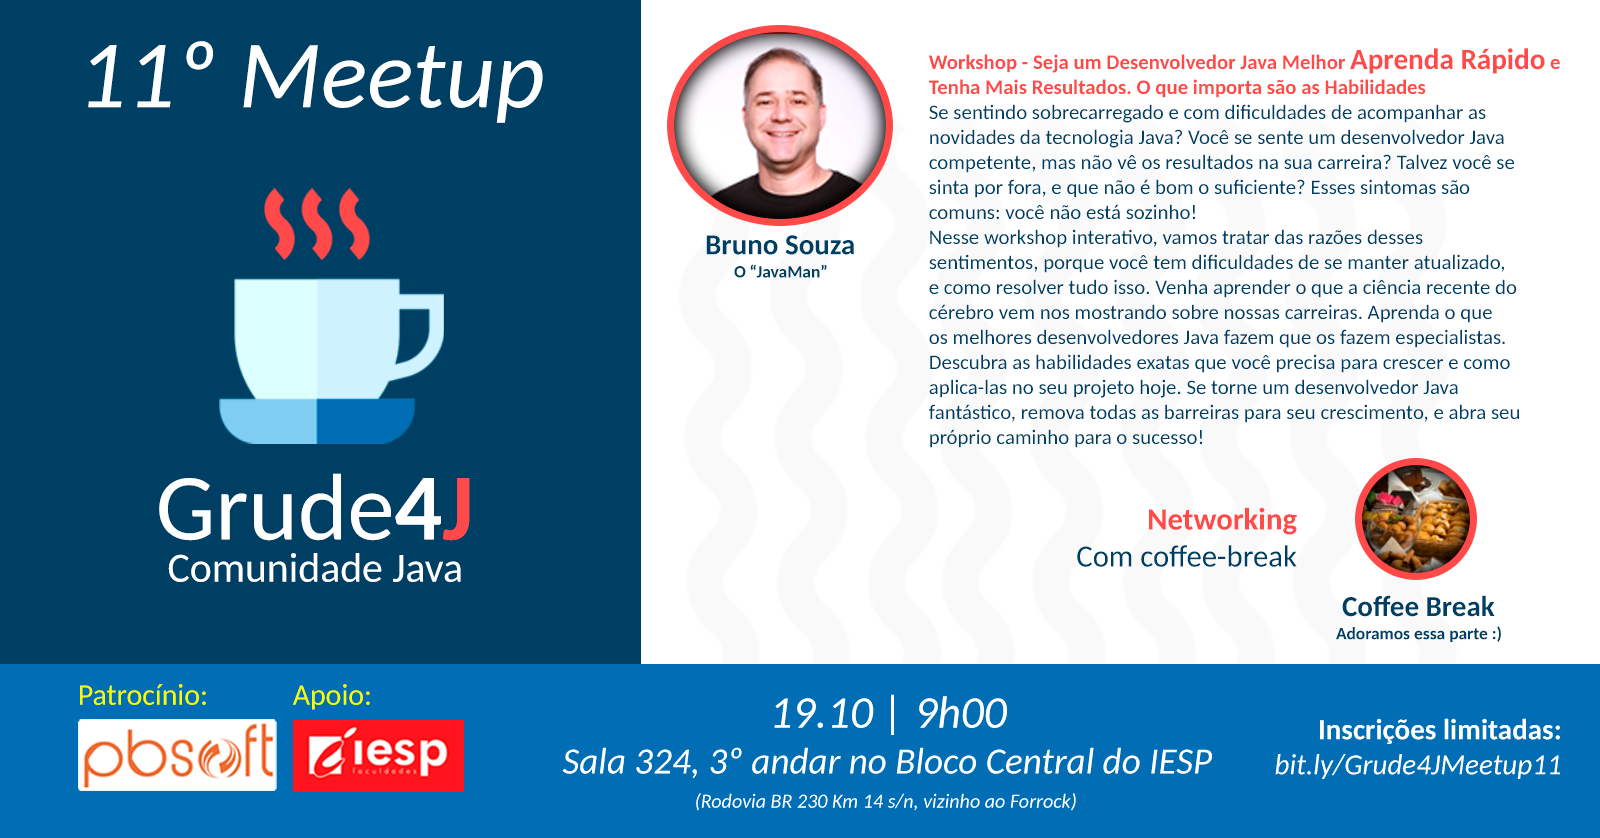 11º Meetup
Grude4J
Comunidade Java
Bruno Souza
O “JavaMan”
Workshop - Seja um Desenvolvedor Java Melhor Aprenda Rápido e
Tenha Mais Resultados. O que importa são as Habilidades
Se sentindo sobrecarregado e com dificuldades de acompanhar as
novidades da tecnologia Java? Você se sente um desenvolvedor Java
competente, mas não vê os resultados na sua carreira? Talvez você se
sinta por fora, e que não é bom o suficiente? Esses sintomas são
comuns: você não está sozinho!
Nesse workshop interativo, vamos tratar das razões desses
sentimentos, porque você tem dificuldades de se manter atualizado,
e como resolver tudo isso. Venha aprender o que a ciência recente do
cérebro vem nos mostrando sobre nossas carreiras. Aprenda o que
os melhores desenvolvedores Java fazem que os fazem especialistas.
Descubra as habilidades exatas que você precisa para crescer e como
aplica-las no seu projeto hoje. Se torne um desenvolvedor Java
fantástico, remova todas as barreiras para seu crescimento, e abra seu
próprio caminho para o sucesso!
Networking
Com coffee-break
Coffee Break
Adoramos essa parte :)
Patrocínio:
pbsoft
Apoio:
iesp
faculdades
19.10 | 9h00
Sala 324, 3º andar no Bloco Central do IESP
(Rodovia BR 230 Km 14 s/n, vizinho ao Forrock)
Inscrições limitadas:
bit.ly/Grude4JMeetup11